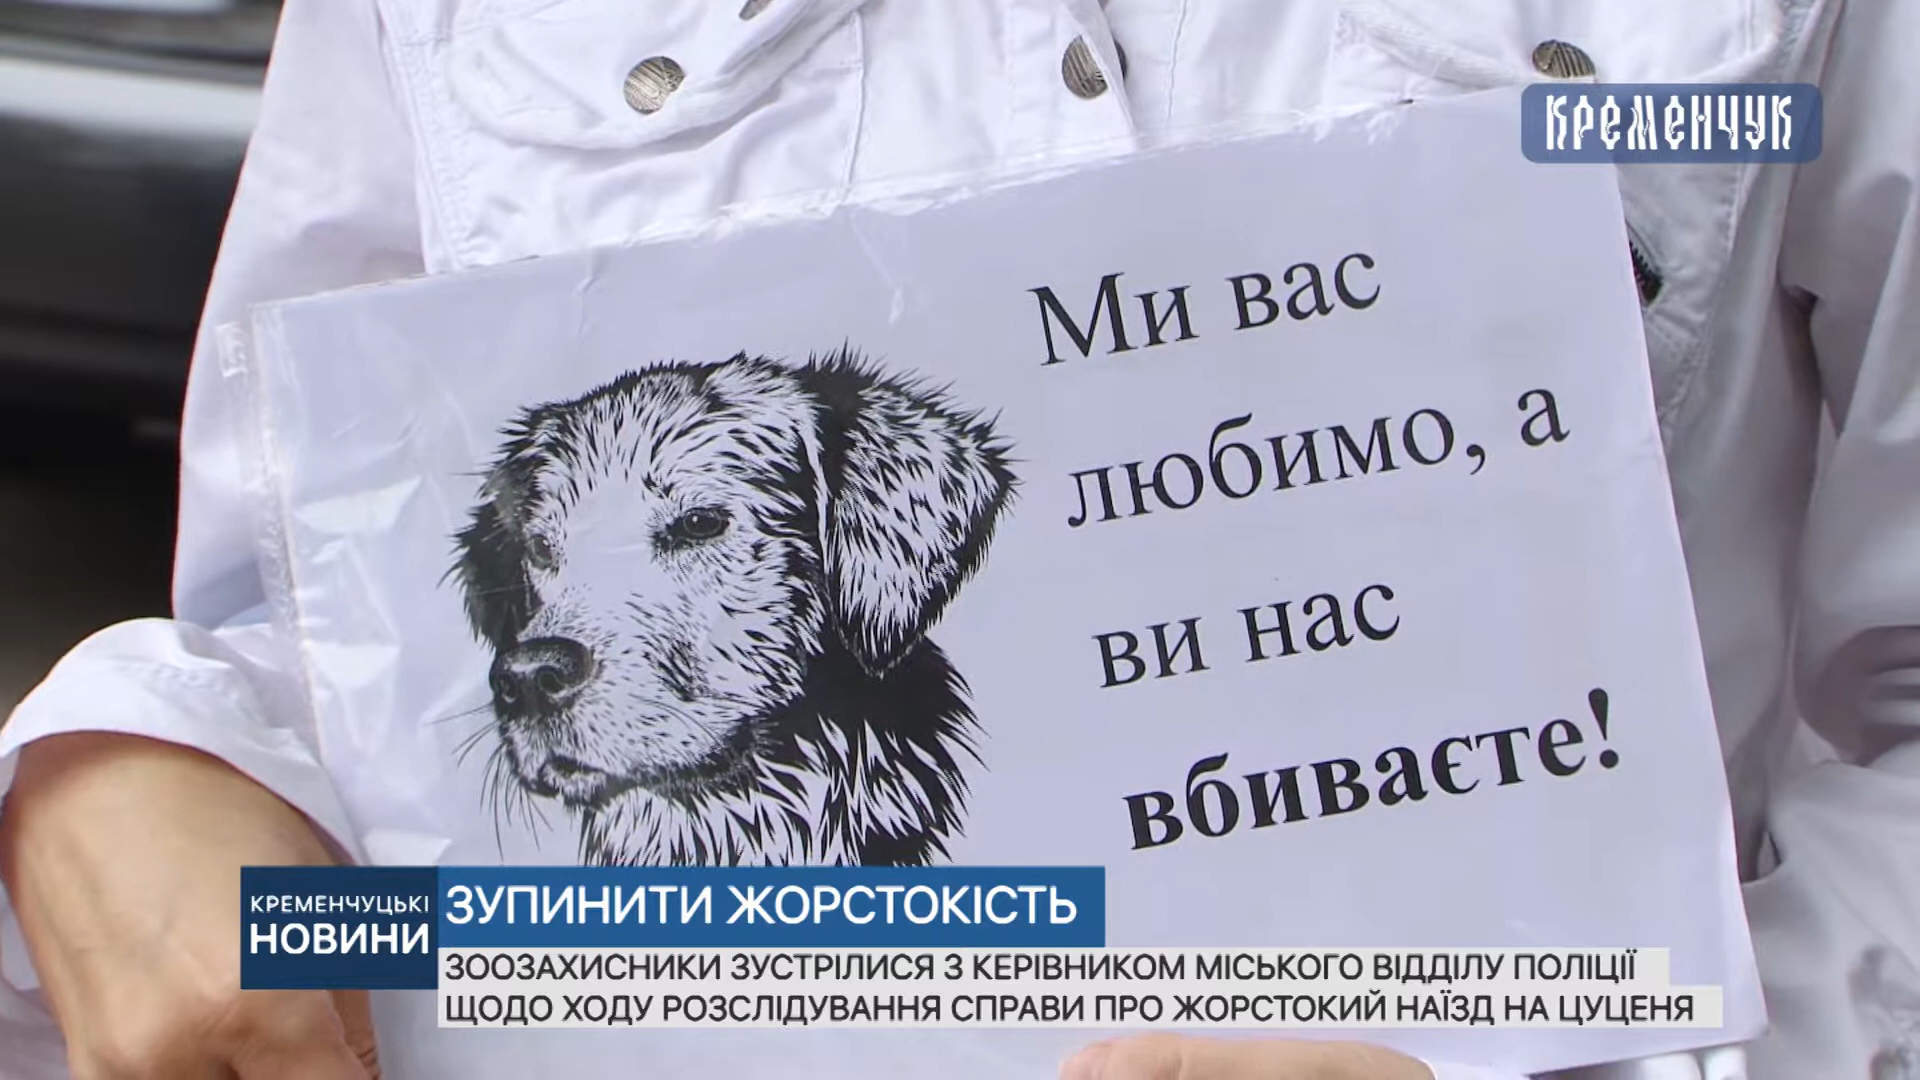 КРЕМЕНЧУК
Ми вас
любимо, а
ви нас
вбиваєте!
КРЕМЕНЧУЦЬКІ
НОВИНИ
ЗУПИНИТИ ЖОРСТОКІСТЬ
ЗООЗАХИСНИКИ ЗУСТРІЛИСЯ З КЕРІВНИКОМ МІСЬКОГО ВІДДІЛУ ПОЛІЦІЇ
ЩОДО ХОДУ РОЗСЛІДУВАННЯ СПРАВИ ПРО ЖОРСТОКИЙ НАЇЗД НА ЦУЦЕНЯ